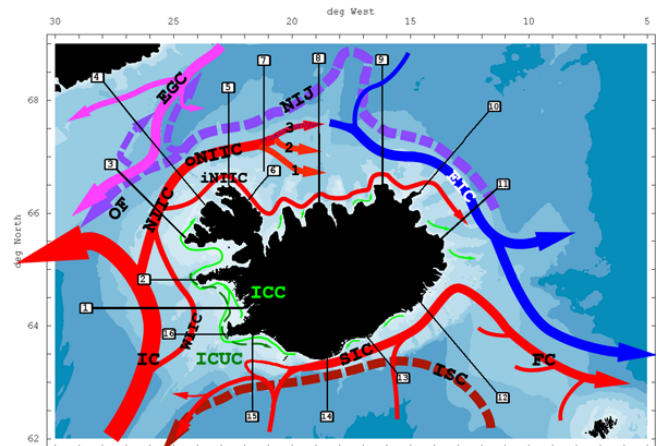 deg West
30 25 20 15 10 5
68
66
64
62
deg North
EGC
NIJ
OF
oNIIC
iNIIC
NIIC
3
2
1
EIC
ICC
ICUC
WIIC
IC
SIC
ISC
FC
4
5
7
8
9
10
3
6
11
2
1
16
15
14
13
12